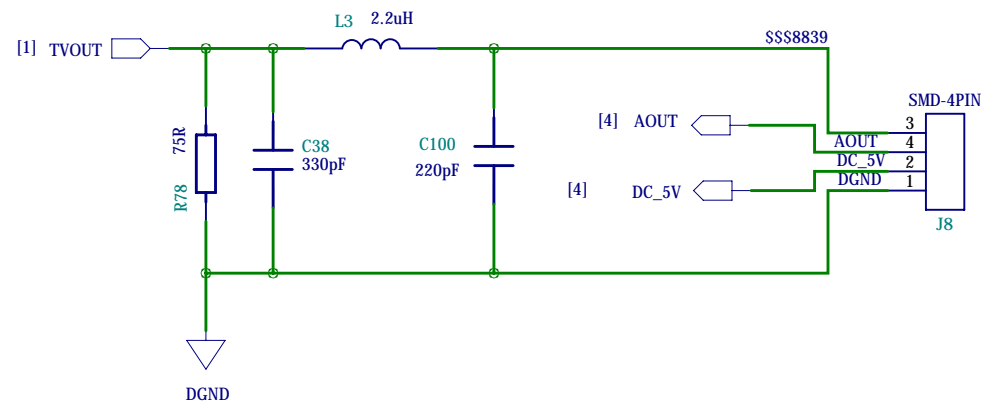 L3 2.2uH
[1] TVOUT
$$$8839
SMD-4PIN
75R
R78
C38
330pF
C100
220pF
[4] AOUT
[4] DC_5V
3
AOUT 4
DC_5V 2
DGND 1
J8
DGND